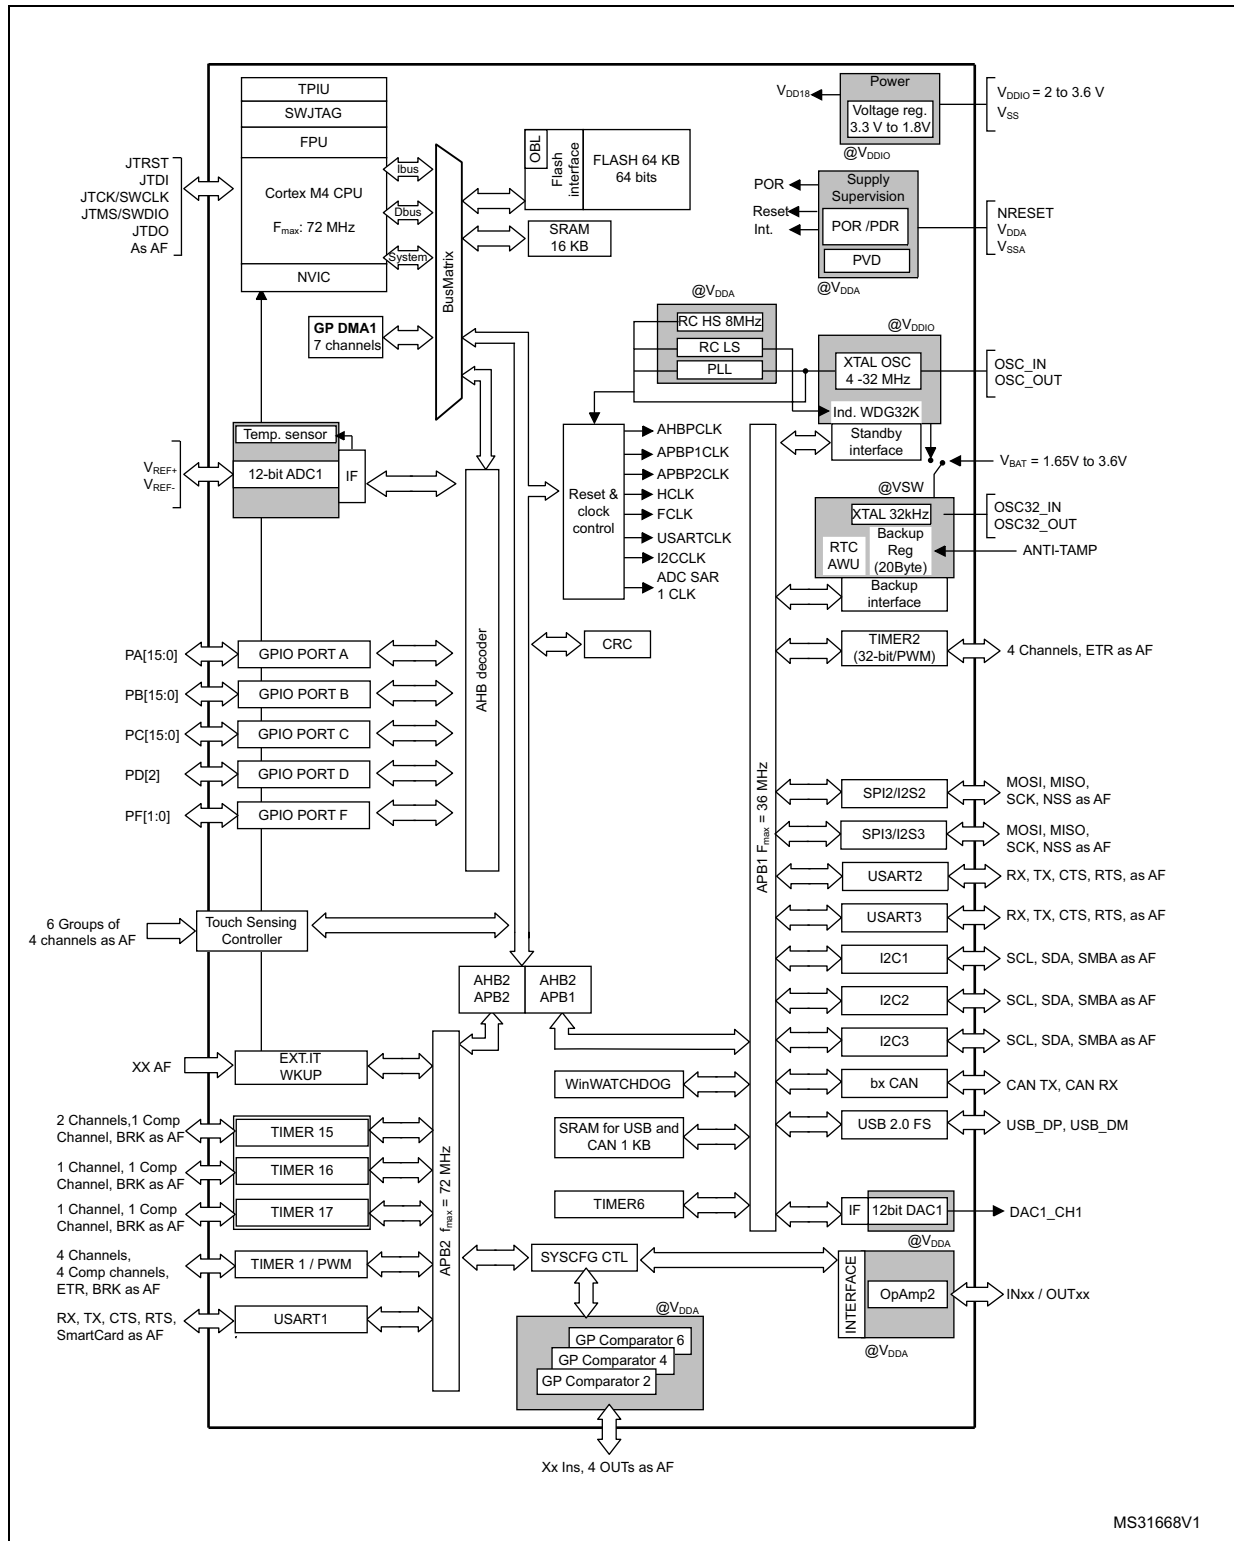 TPIU
SWJTAG
FPU
Cortex M4 CPU
Fmax: 72 MHz
NVIC
JTRST
JTDI
JTCK/SWCLK
JTMS/SWDIO
JTDO
As AF
Ibus
Dbus
System
BusMatrix
OBL
Flash
interface
FLASH 64 KB
64 bits
SRAM
16 KB
GP DMA1
7 channels
VDD18
Power
Voltage reg.
3.3 V to 1.8V
@VDDIO
VDDIO = 2 to 3.6 V
VSS
POR
Reset
Int.
Supply
Supervision
POR /PDR
PVD
@VDDA
NRESET
VDDA
VSSA
@VDDA
RC HS 8MHz
RC LS
PLL
@VDDIO
XTAL OSC
4 -32 MHz
Ind. WDG32K
Standby
interface
OSC_IN
OSC_OUT
VBAT = 1.65V to 3.6V
@VSW
XTAL 32kHz
RTC
AWU
Backup
Reg
(20Byte)
Backup
interface
OSC32_IN
OSC32_OUT
ANTI-TAMP
Reset &
clock
control
AHBPCLK
APBP1CLK
APBP2CLK
HCLK
FCLK
USARTCLK
I2CCLK
ADC SAR
1 CLK
VREF+
VREF-
Temp. sensor
12-bit ADC1
IF
AHB decoder
CRC
PA[15:0]
GPIO PORT A
PB[15:0]
GPIO PORT B
PC[15:0]
GPIO PORT C
PD[2]
GPIO PORT D
PF[1:0]
GPIO PORT F
6 Groups of
4 channels as AF
Touch Sensing
Controller
AHB2
APB2
AHB2
APB1
APB1 Fmax = 36 MHz
TIMER2
(32-bit/PWM)
4 Channels, ETR as AF
SPI2/I2S2
MOSI, MISO,
SCK, NSS as AF
SPI3/I2S3
MOSI, MISO,
SCK, NSS as AF
USART2
RX, TX, CTS, RTS, as AF
USART3
RX, TX, CTS, RTS, as AF
I2C1
SCL, SDA, SMBA as AF
I2C2
SCL, SDA, SMBA as AF
I2C3
SCL, SDA, SMBA as AF
bx CAN
CAN TX, CAN RX
USB 2.0 FS
USB_DP, USB_DM
WinWATCHDOG
SRAM for USB and
CAN 1 KB
TIMER6
IF
12bit DAC1
@VDDA
DAC1_CH1
XX AF
EXT.IT
WKUP
2 Channels,1 Comp
Channel, BRK as AF
TIMER 15
1 Channel, 1 Comp
Channel, BRK as AF
TIMER 16
1 Channel, 1 Comp
Channel, BRK as AF
TIMER 17
4 Channels,
4 Comp channels,
ETR, BRK as AF
TIMER 1 / PWM
RX, TX, CTS, RTS,
SmartCard as AF
USART1
APB2 fmax = 72 MHz
SYSCFG CTL
@VDDA
GP Comparator 6
GP Comparator 4
GP Comparator 2
Xx Ins, 4 OUTs as AF
INTERFACE
OpAmp2
@VDDA
INxx / OUTxx
MS31668V1